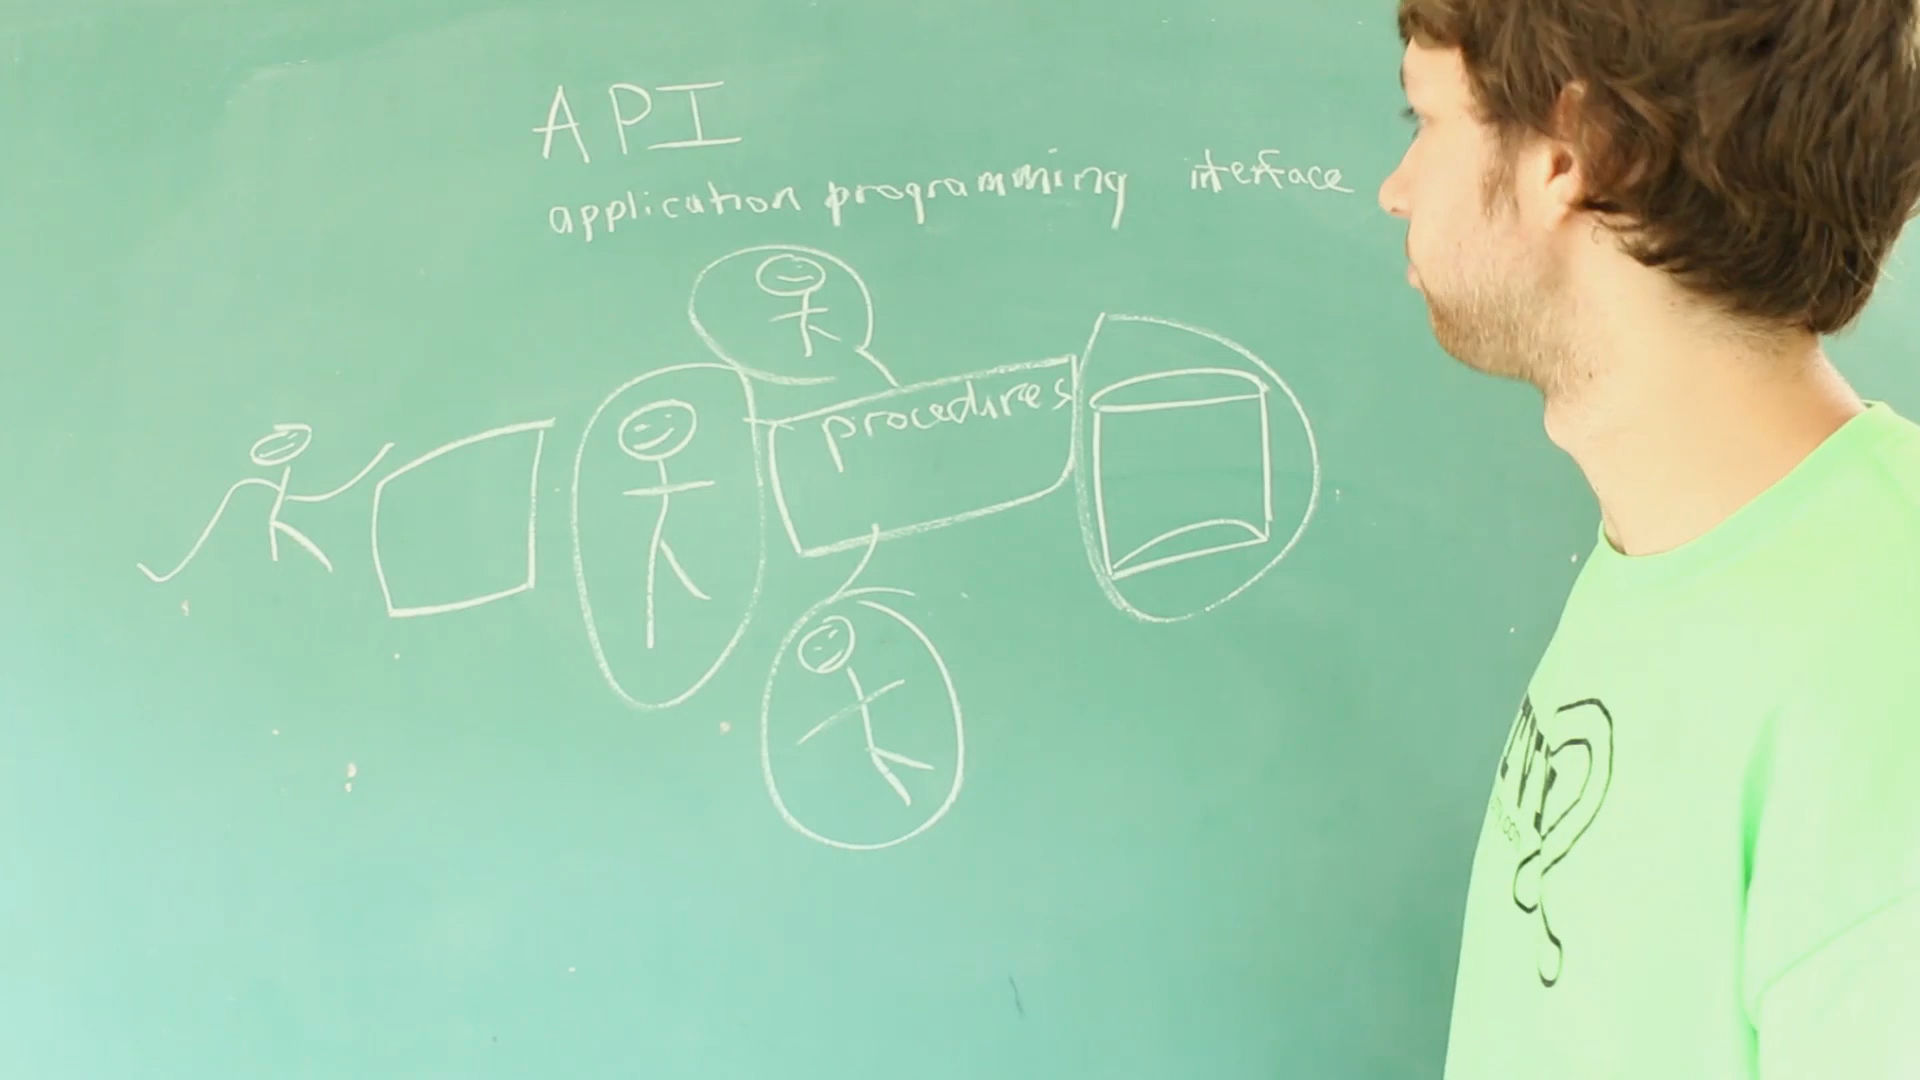 API
application programming interface
procedures